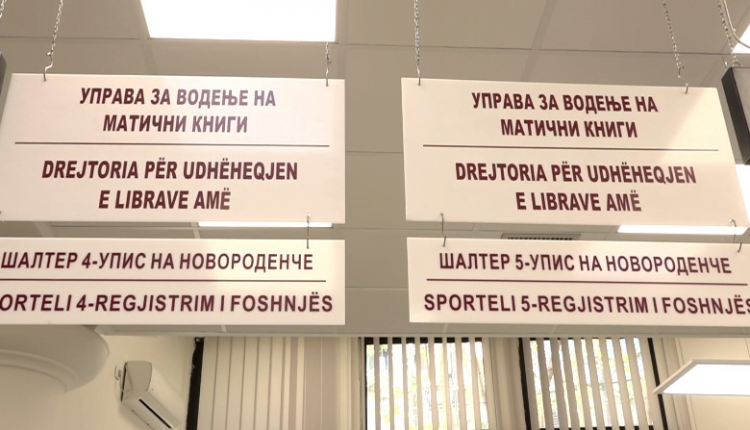 УПРАВА ЗА ВОДЕЊЕ НА
МАТИЧНИ КНИГИ
DREJTORIA PËR UDHËHEQJEN
E LIBRAVE AMË
ШАЛТЕР 4-УПИС НА НОВОРОДЕНЧЕ
PORTELI 4-REGJISTRIM I FOSHNJËS
УПРАВА ЗА ВОДЕЊЕ НА
МАТИЧНИ КНИГИ
DREJTORIA PËR UDHËHEQJEN
E LIBRAVE AMË
ШАЛТЕР 5-УПИС НА НОВОРОДЕНЧЕ
SPORTELI 5-REGJISTRIM I FOSHNJËS